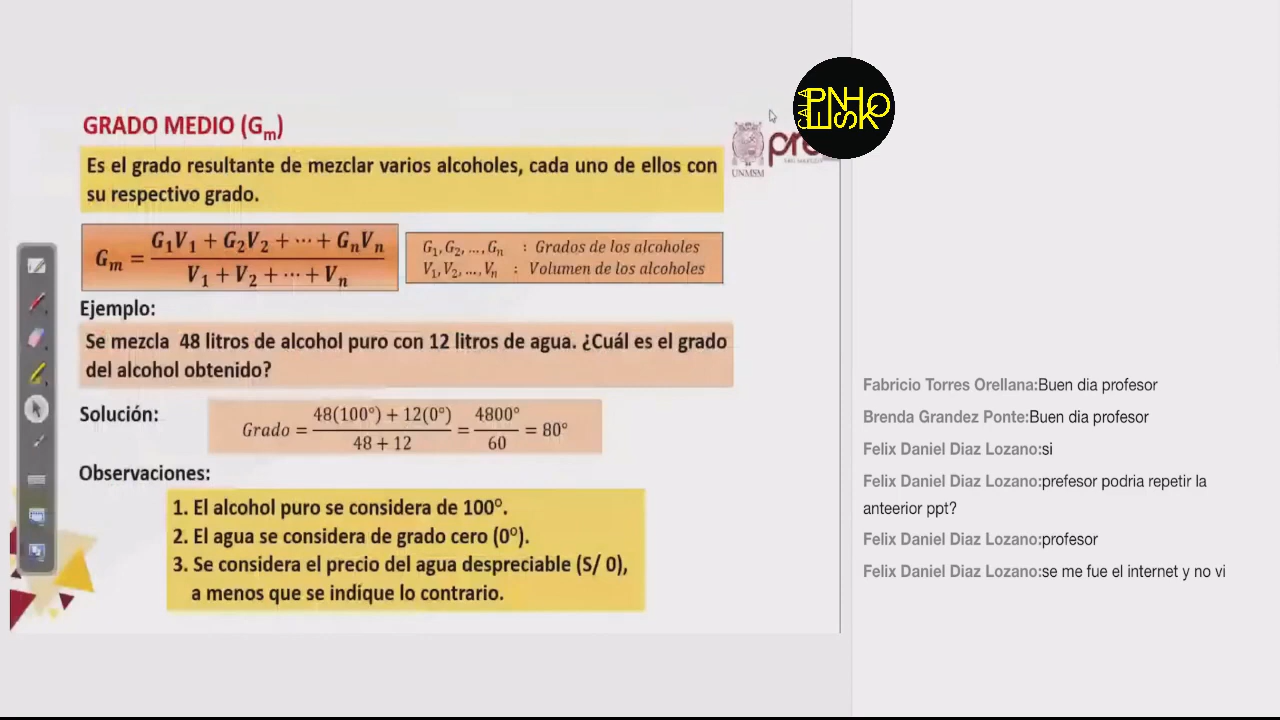 GRADO MEDIO (Gm)
Es el grado resultante de mezclar varios alcoholes, cada uno de ellos con
su respectivo grado.
Gm = (G1V1 + G2V2 + ⋯ + GnVn) / (V1 + V2 + ⋯ + Vn)
G1, G2, …, Gn : Grados de los alcoholes
V1, V2, …, Vn : Volumen de los alcoholes
Ejemplo:
Se mezcla 48 litros de alcohol puro con 12 litros de agua. ¿Cuál es el grado
del alcohol obtenido?
Solución:
Grado = (48(100°) + 12(0°)) / (48 + 12) = 4800° / 60 = 80°
Observaciones:
1. El alcohol puro se considera de 100°.
2. El agua se considera de grado cero (0°).
3. Se considera el precio del agua despreciable (S/ 0),
a menos que se indique lo contrario.
UNMSM
pre
Fabricio Torres Orellana:Buen dia profesor
Brenda Grandez Ponte:Buen dia profesor
Felix Daniel Diaz Lozano:si
Felix Daniel Diaz Lozano:prefesor podria repetir la
anteerior ppt?
Felix Daniel Diaz Lozano:profesor
Felix Daniel Diaz Lozano:se me fue el internet y no vi